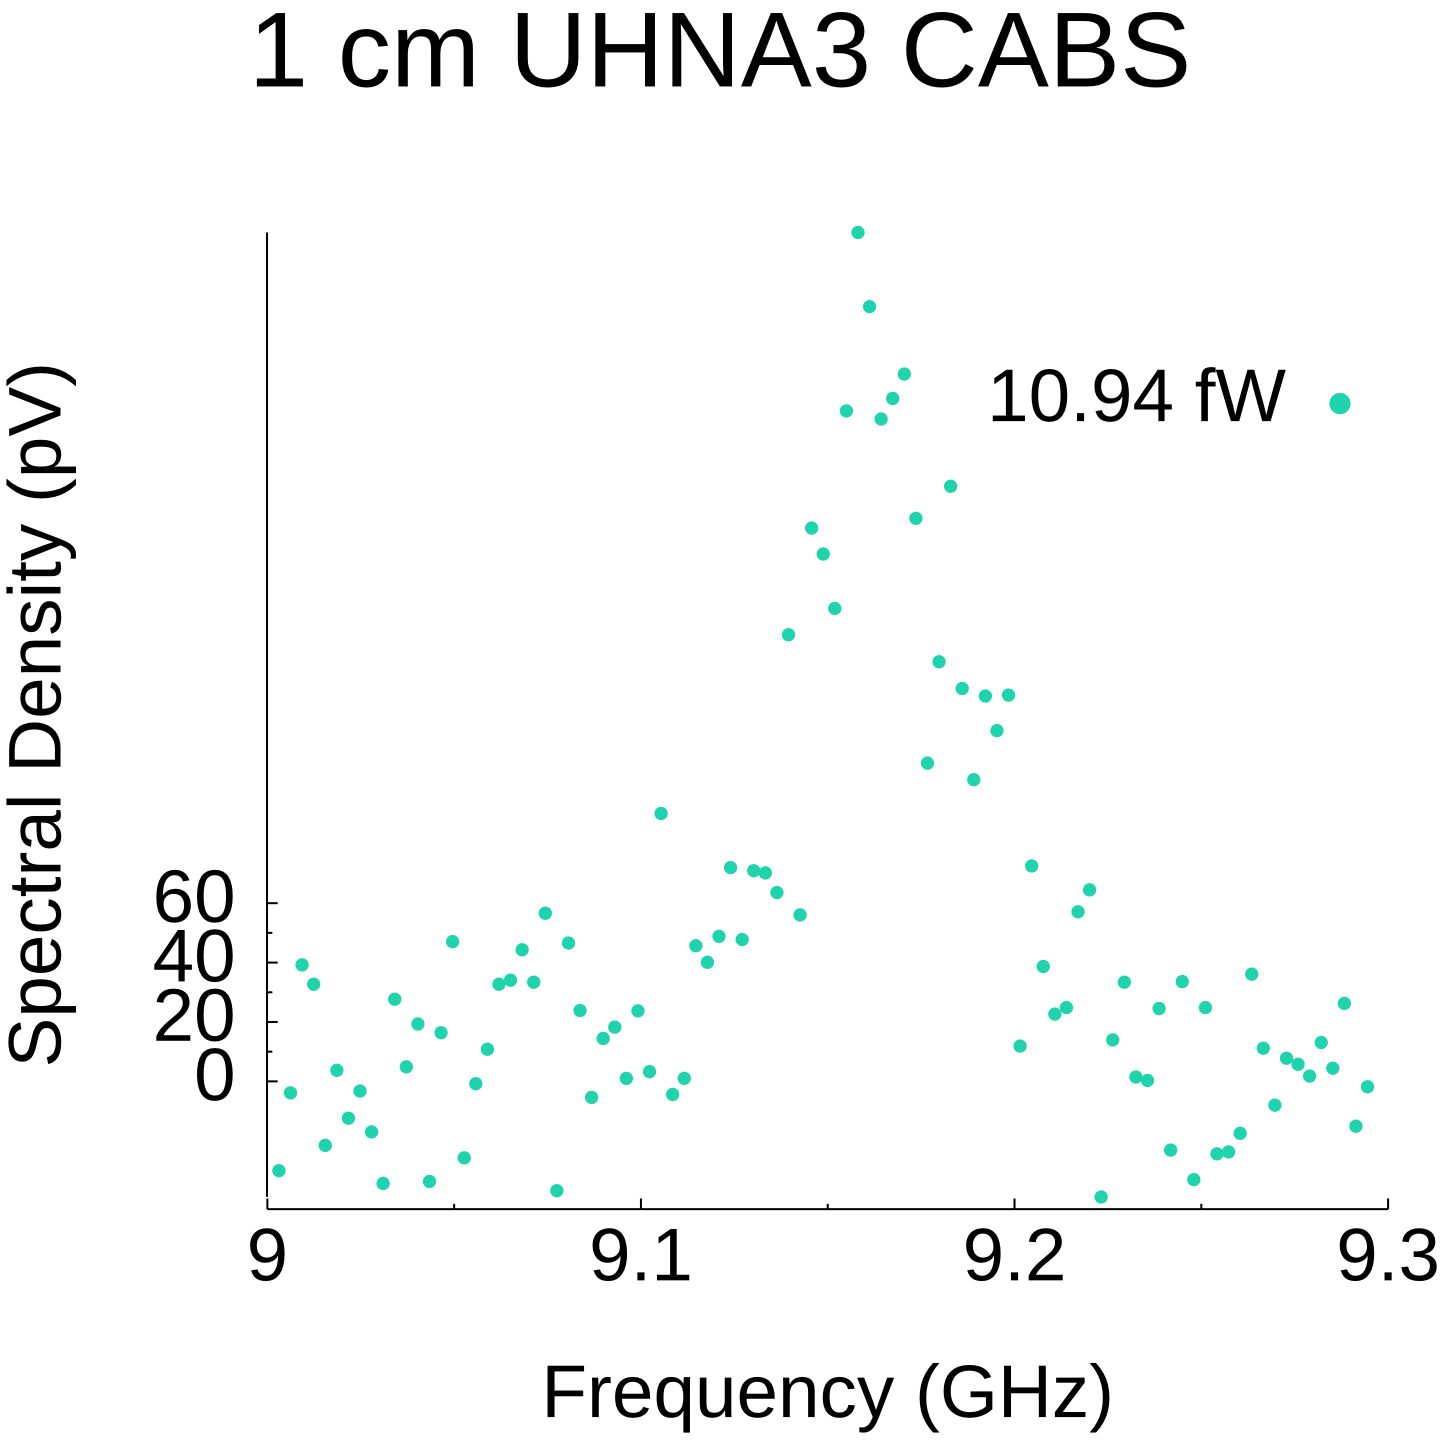 1 cm UHNA3 CABS
10.94 fW
Spectral Density (pV)
60
40
20
0
9
9.1
9.2
9.3
Frequency (GHz)